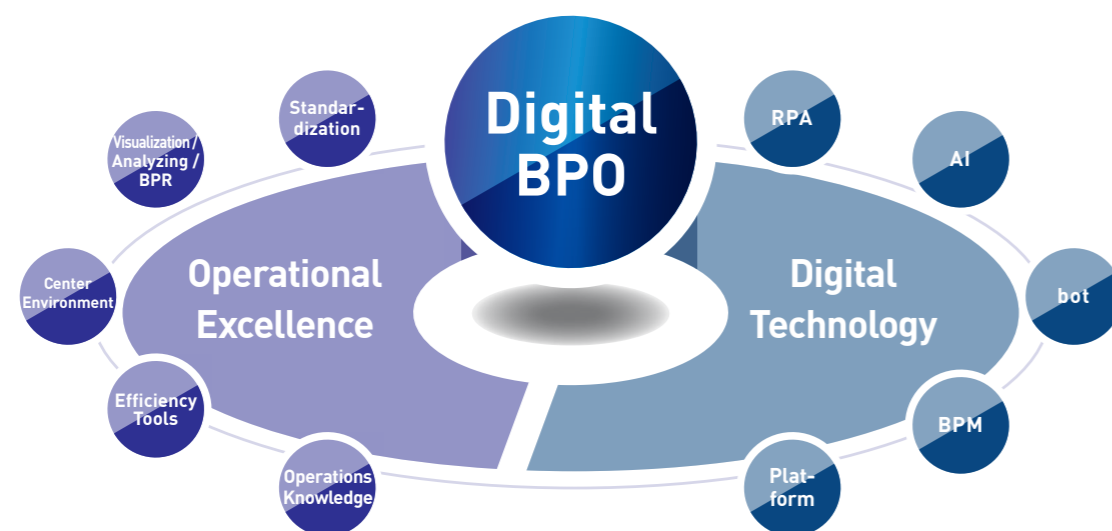 Digital
BPO
Standar-
dization
Visualization /
Analyzing /
BPR
Center
Environment
Efficiency
Tools
Operations
Knowledge
Operational
Excellence
Digital
Technology
RPA
AI
bot
BPM
Plat-
form